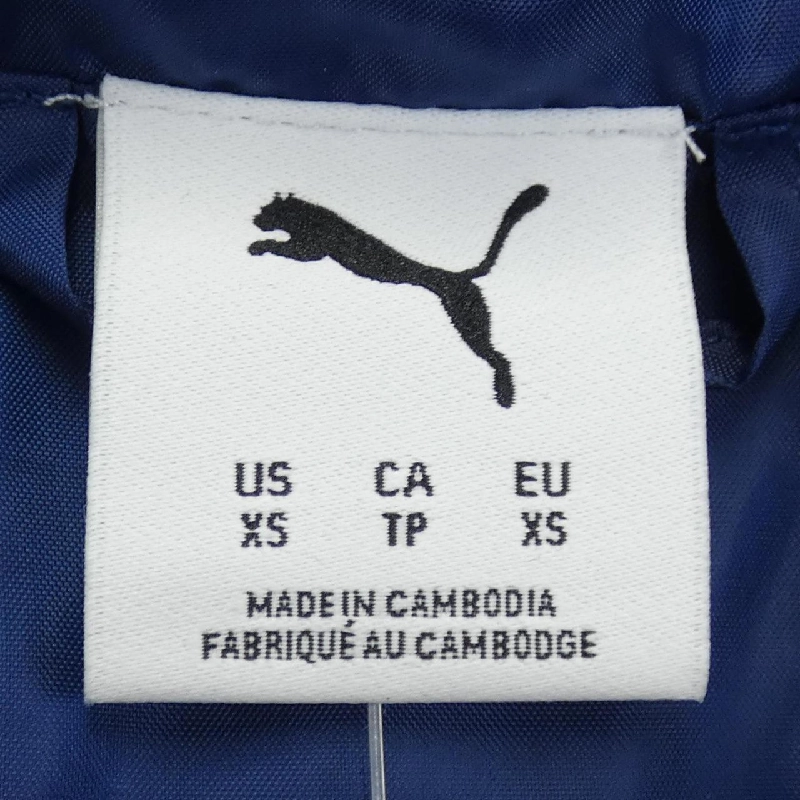 US CA EU
XS TP XS
MADE IN CAMBODIA
FABRIQUÉ AU CAMBODGE